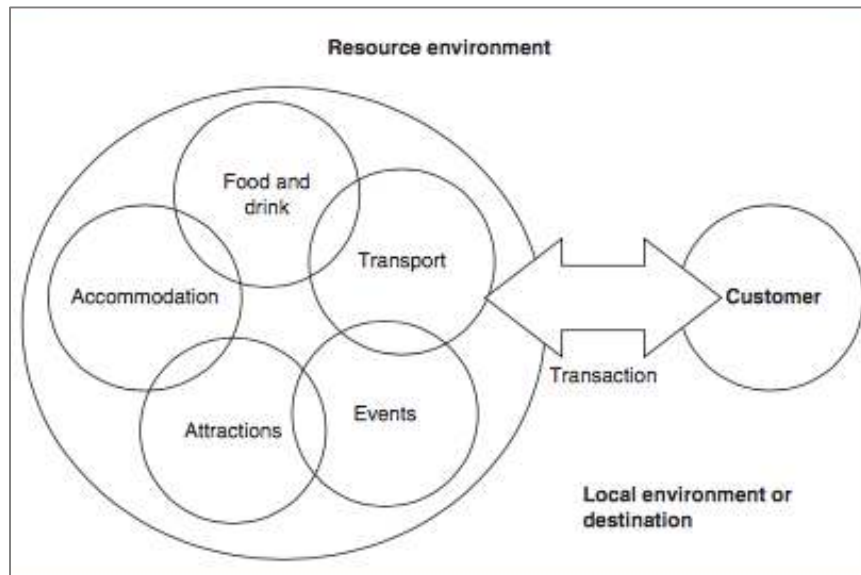 Resource environment
Food and
drink
Transport
Accommodation
Customer
Transaction
Events
Attractions
Local environment or
destination